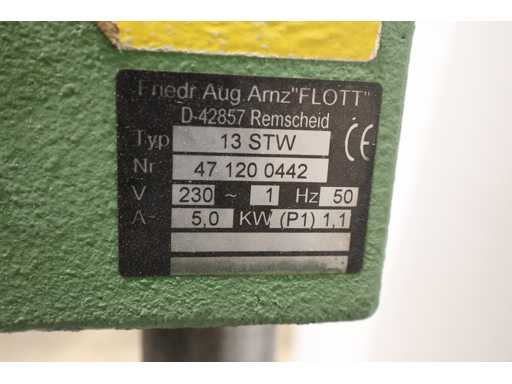 Friedr. Aug. Arnz "FLOTT"
D-42857 Remscheid
Typ 13 STW CE
Nr 47 120 0442
V 230 ~ 1 Hz 50
A 5,0 KW (P1) 1,1